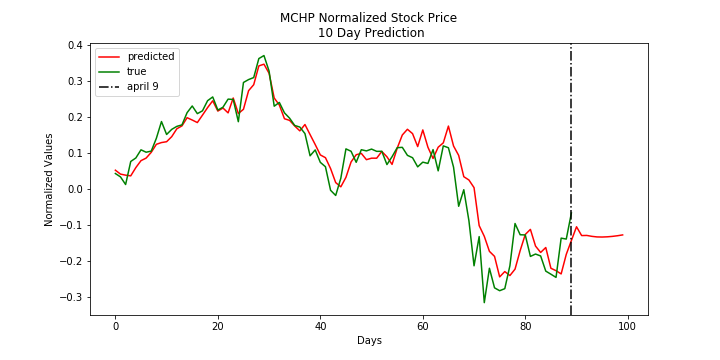 MCHP Normalized Stock Price
10 Day Prediction
predicted
true
april 9
Normalized Values
0.4
0.3
0.2
0.1
0.0
−0.1
−0.2
−0.3
0 20 40 60 80 100
Days